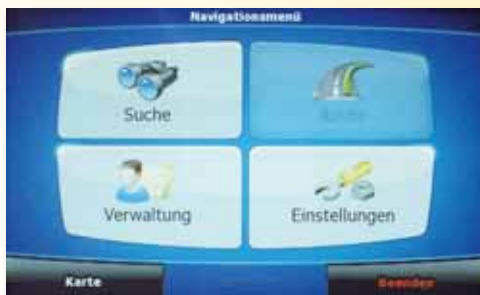 Navigationsmenü
Suche
Verwaltung
Einstellungen
Karte
Beenden